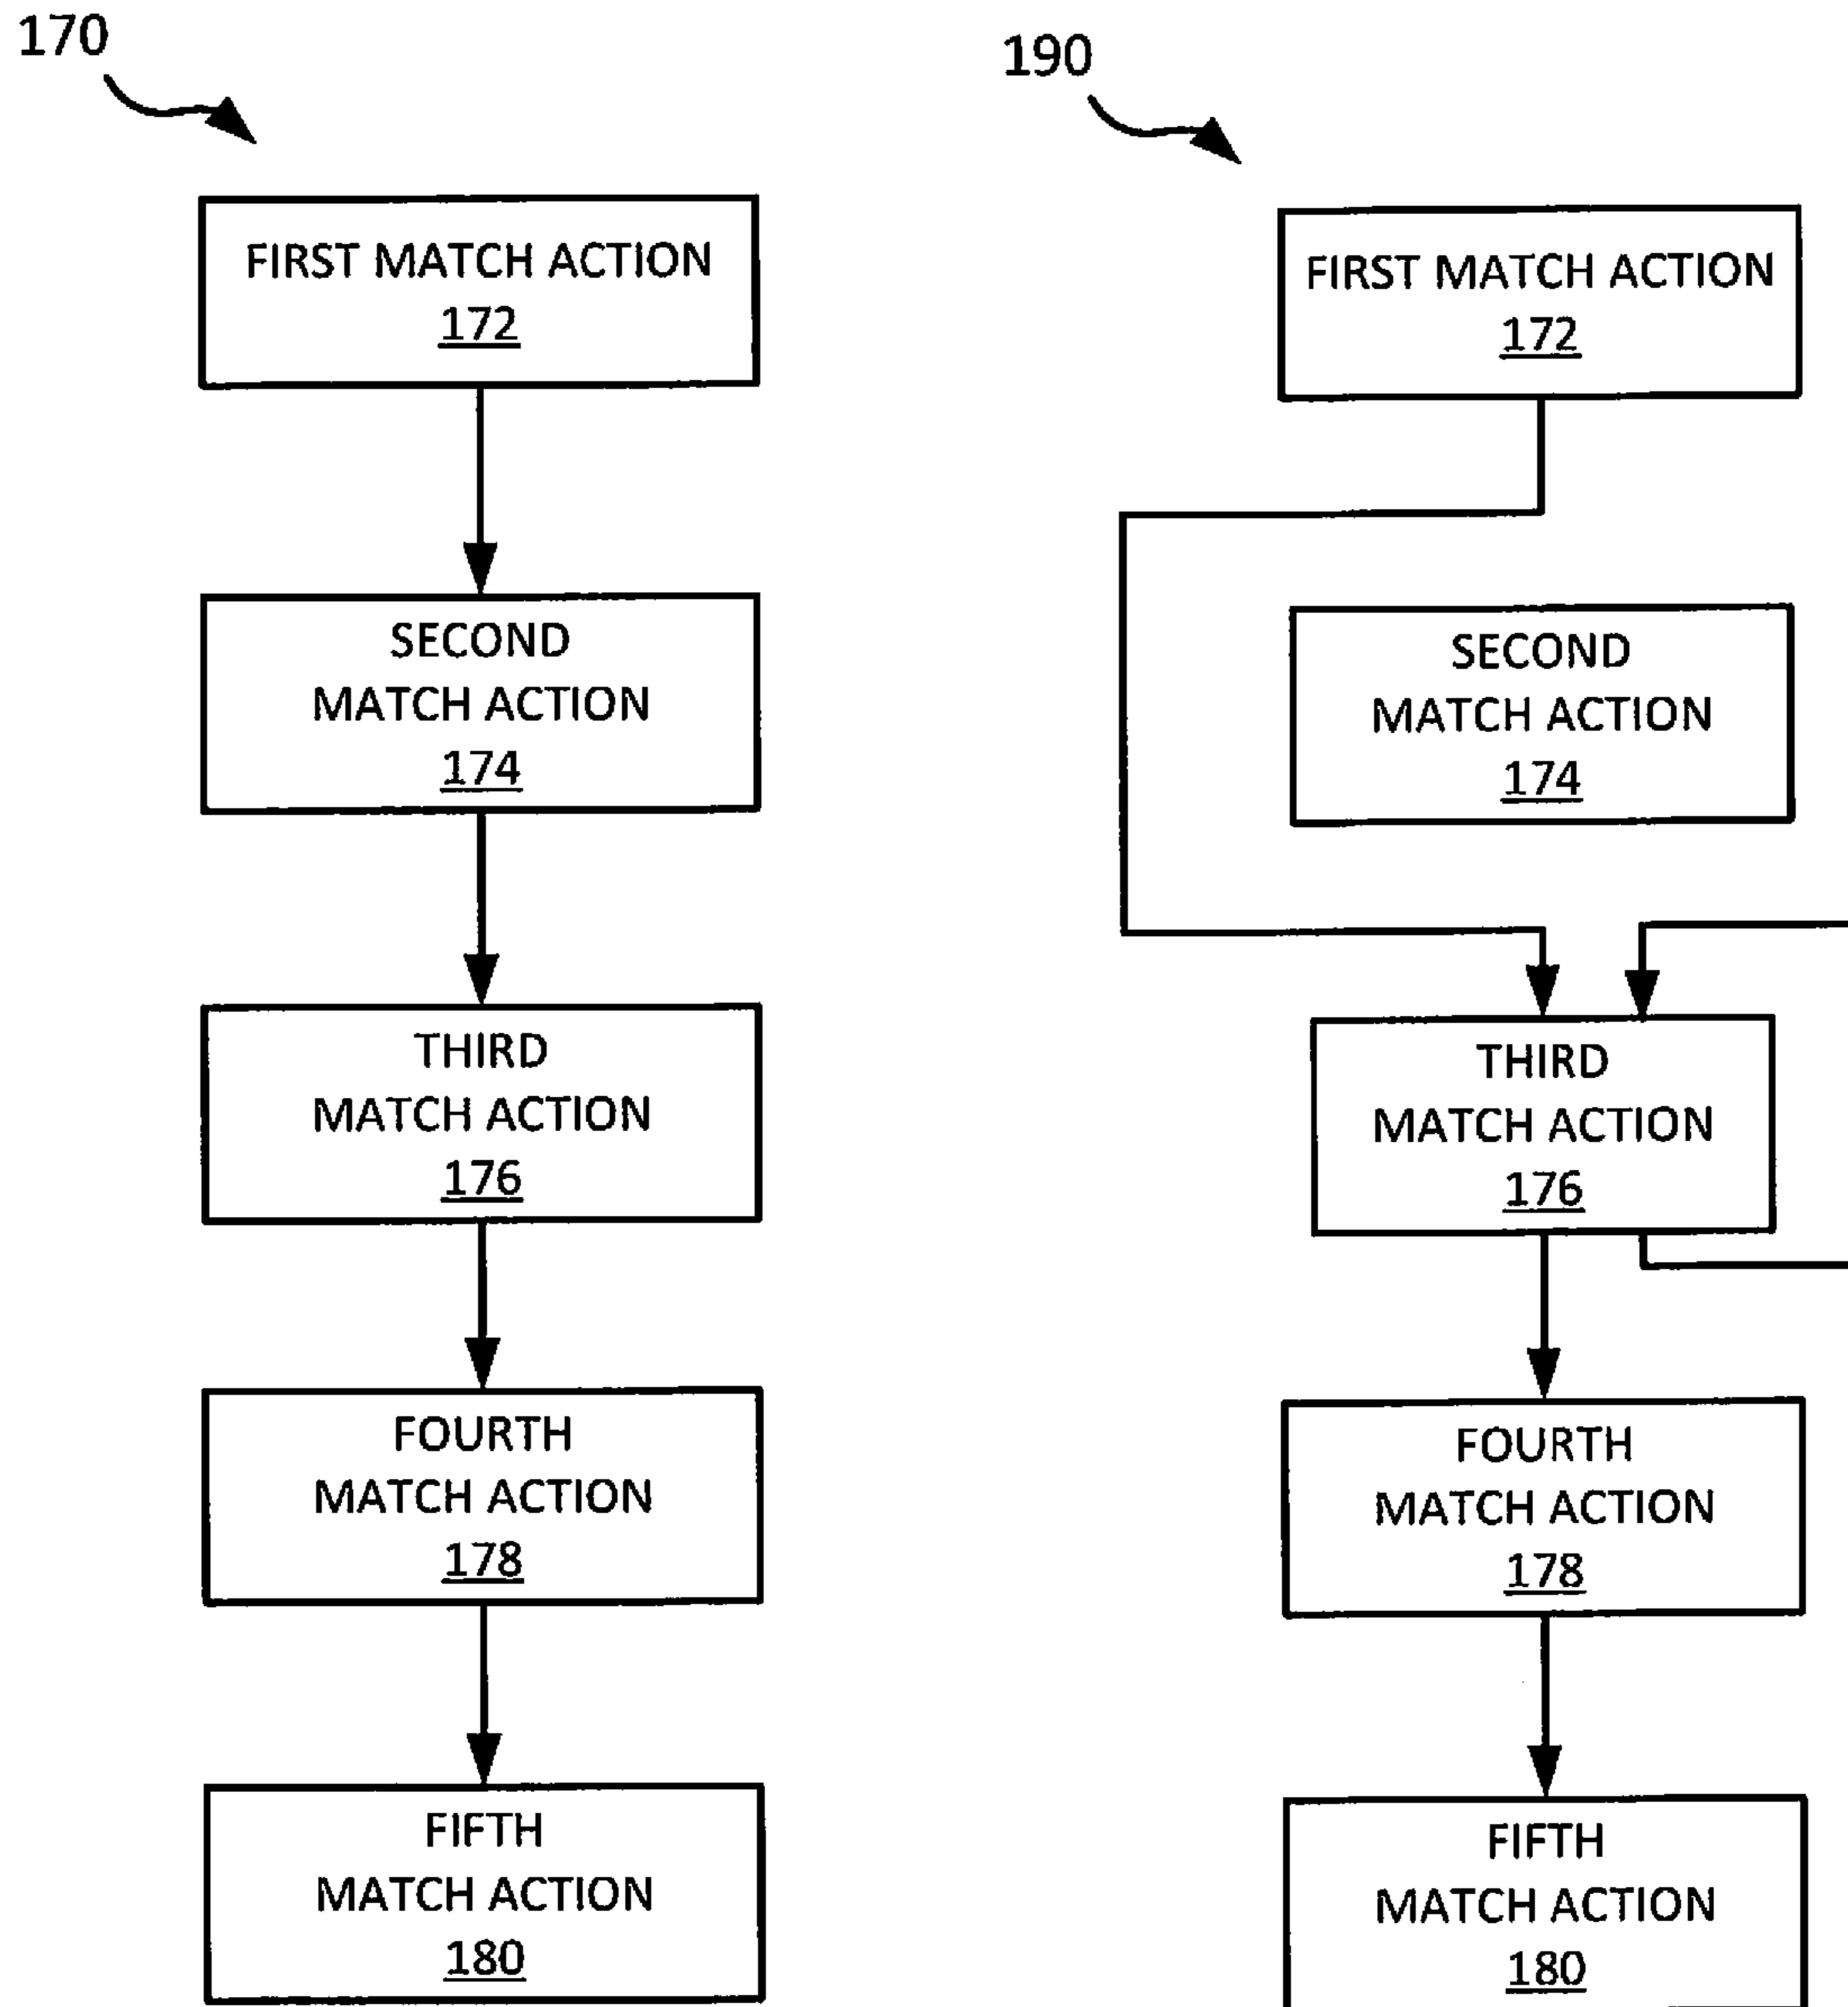 170
FIRST MATCH ACTION
172
SECOND
MATCH ACTION
174
THIRD
MATCH ACTION
176
FOURTH
MATCH ACTION
178
FIFTH
MATCH ACTION
180
190
FIRST MATCH ACTION
172
SECOND
MATCH ACTION
174
THIRD
MATCH ACTION
176
FOURTH
MATCH ACTION
178
FIFTH
MATCH ACTION
180